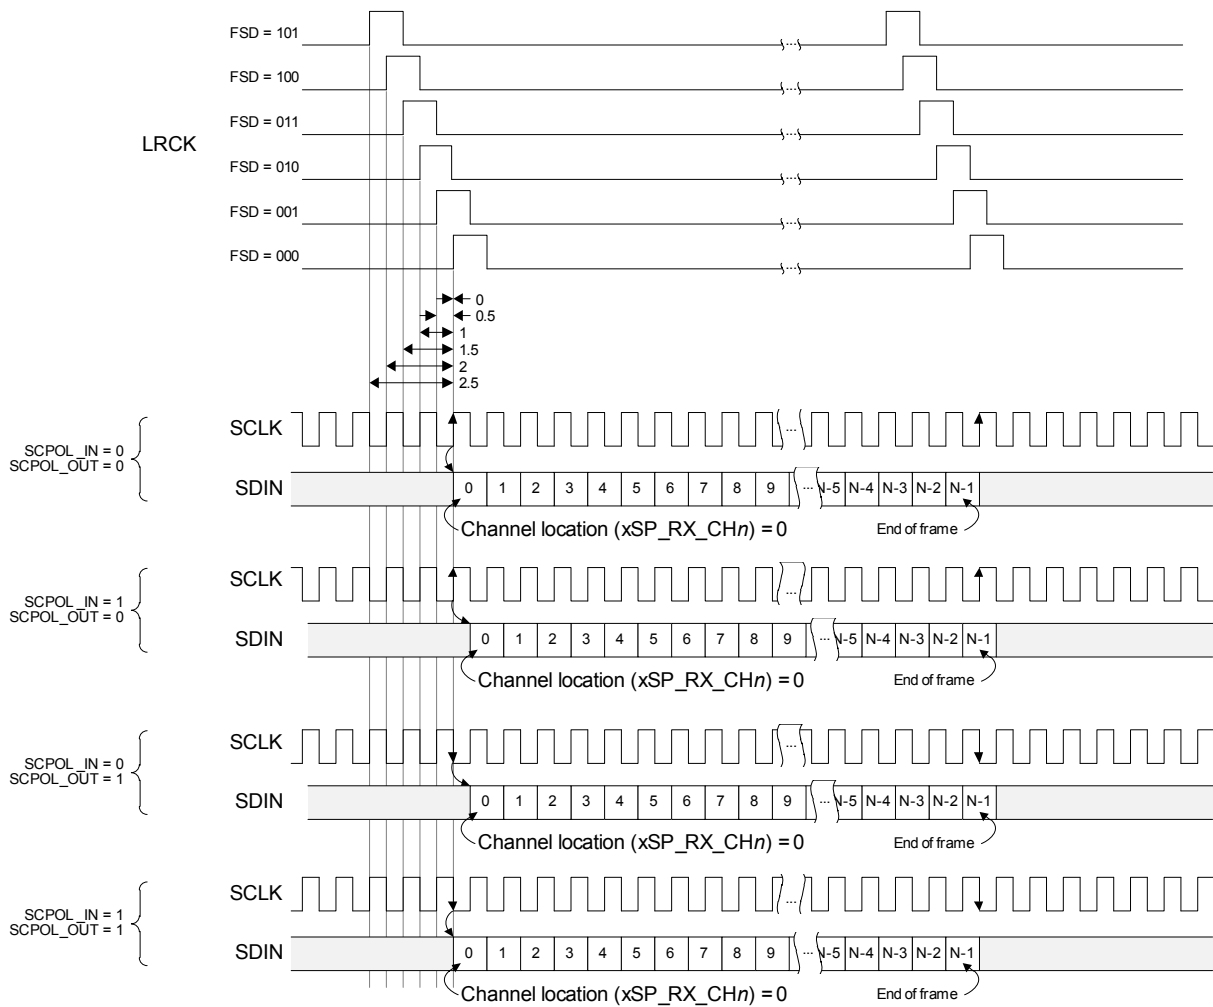 FSD = 101
...
FSD = 100
...
FSD = 011
...
LRCK
FSD = 010
...
FSD = 001
...
FSD = 000
...
0
0.5
1
1.5
2
2.5
SCPOL_IN = 0
SCPOL_OUT = 0
SCLK
...
SDIN
0 1 2 3 4 5 6 7 8 9 ... N-5 N-4 N-3 N-2 N-1
Channel location (xSP_RX_CHn) = 0
End of frame
SCPOL_IN = 1
SCPOL_OUT = 0
SCLK
...
SDIN
0 1 2 3 4 5 6 7 8 9 ... N-5 N-4 N-3 N-2 N-1
Channel location (xSP_RX_CHn) = 0
End of frame
SCPOL_IN = 0
SCPOL_OUT = 1
SCLK
...
SDIN
0 1 2 3 4 5 6 7 8 9 ... N-5 N-4 N-3 N-2 N-1
Channel location (xSP_RX_CHn) = 0
End of frame
SCPOL_IN = 1
SCPOL_OUT = 1
SCLK
...
SDIN
0 1 2 3 4 5 6 7 8 9 ... N-5 N-4 N-3 N-2 N-1
Channel location (xSP_RX_CHn) = 0
End of frame